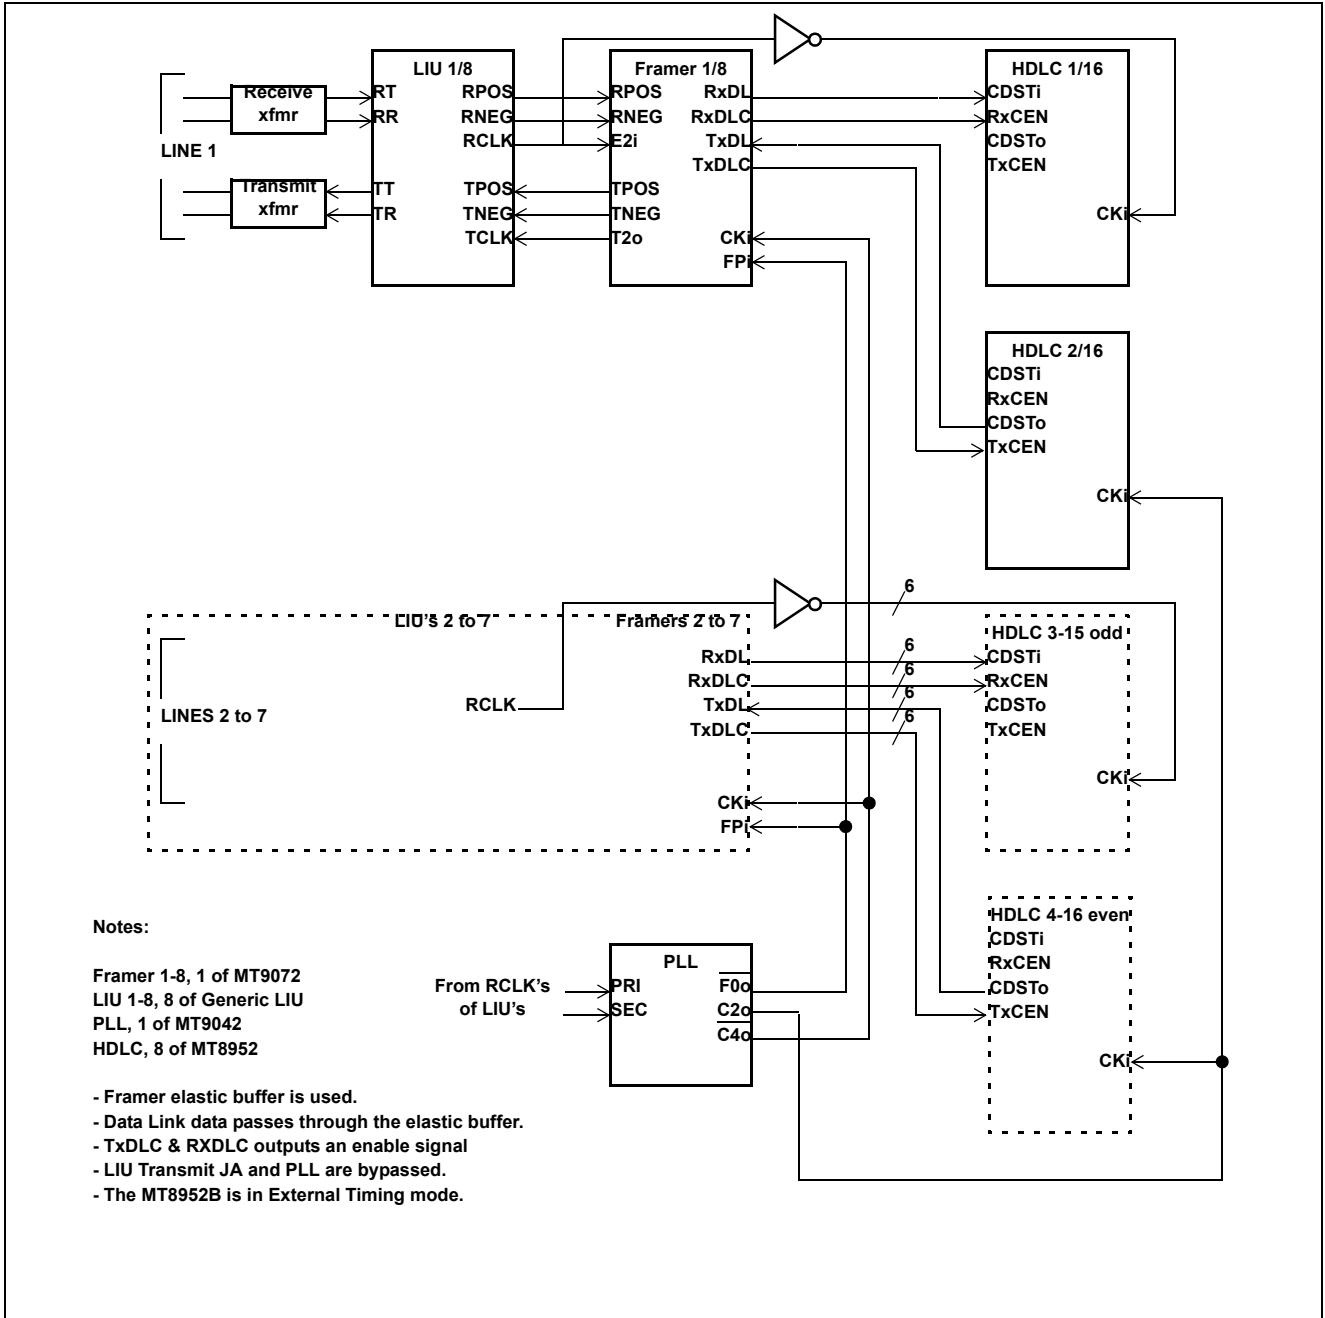 LIU 1/8
Framer 1/8
HDLC 1/16
Receive
xfmr
RT
RR
RPOS
RNEG
RCLK
RPOS
RNEG
E2i
RxDL
RxDLC
TxDL
TxDLC
CDSTi
RxCEN
CDSTo
TxCEN
LINE 1
Transmit
xfmr
TT
TR
TPOS
TNEG
TCLK
TPOS
TNEG
T2o
CKi
FPi
CKi
HDLC 2/16
CDSTi
RxCEN
CDSTo
TxCEN
CKi
6
LIU's 2 to 7
Framers 2 to 7
HDLC 3-15 odd
RxDL
6
CDSTi
RxDLC
6
RxCEN
LINES 2 to 7
RCLK
TxDL
6
CDSTo
TxDLC
6
TxCEN
CKi
CKi
FPi
HDLC 4-16 even
CDSTi
RxCEN
CDSTo
TxCEN
CKi
PLL
From RCLK's
of LIU's
PRI
SEC
F0o
C2o
C4o
Notes:
Framer 1-8, 1 of MT9072
LIU 1-8, 8 of Generic LIU
PLL, 1 of MT9042
HDLC, 8 of MT8952
- Framer elastic buffer is used.
- Data Link data passes through the elastic buffer.
- TxDLC & RXDLC outputs an enable signal
- LIU Transmit JA and PLL are bypassed.
- The MT8952B is in External Timing mode.